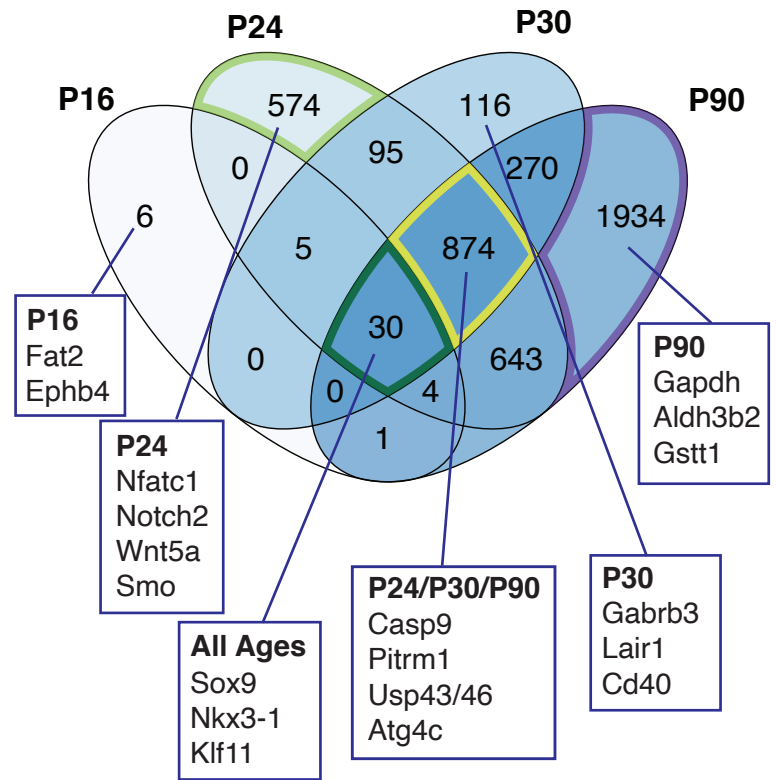 P24
P30
P16
P90
574
116
0
95
270
6
5
874
1934
30
0
643
0
4
1
P16
Fat2
Ephb4
P24
Nfatc1
Notch2
Wnt5a
Smo
All Ages
Sox9
Nkx3-1
Klf11
P24/P30/P90
Casp9
Pitrm1
Usp43/46
Atg4c
P30
Gabrb3
Lair1
Cd40
P90
Gapdh
Aldh3b2
Gstt1